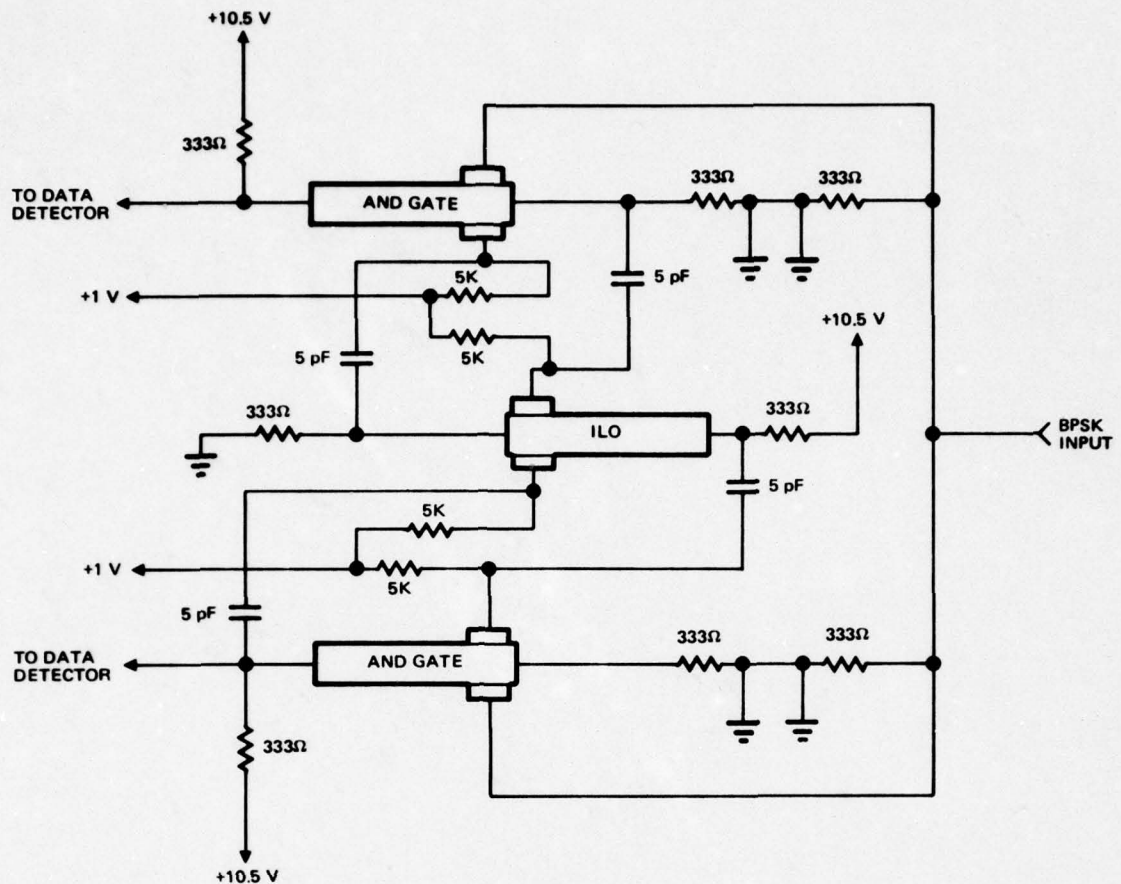 +10.5 V
333Ω
TO DATA
DETECTOR
AND GATE
333Ω
333Ω
5K
+1 V
5 pF
5K
+10.5 V
5 pF
333Ω
333Ω
ILO
BPSK
INPUT
5 pF
5K
+1 V
5K
5 pF
333Ω
333Ω
TO DATA
DETECTOR
AND GATE
333Ω
+10.5 V